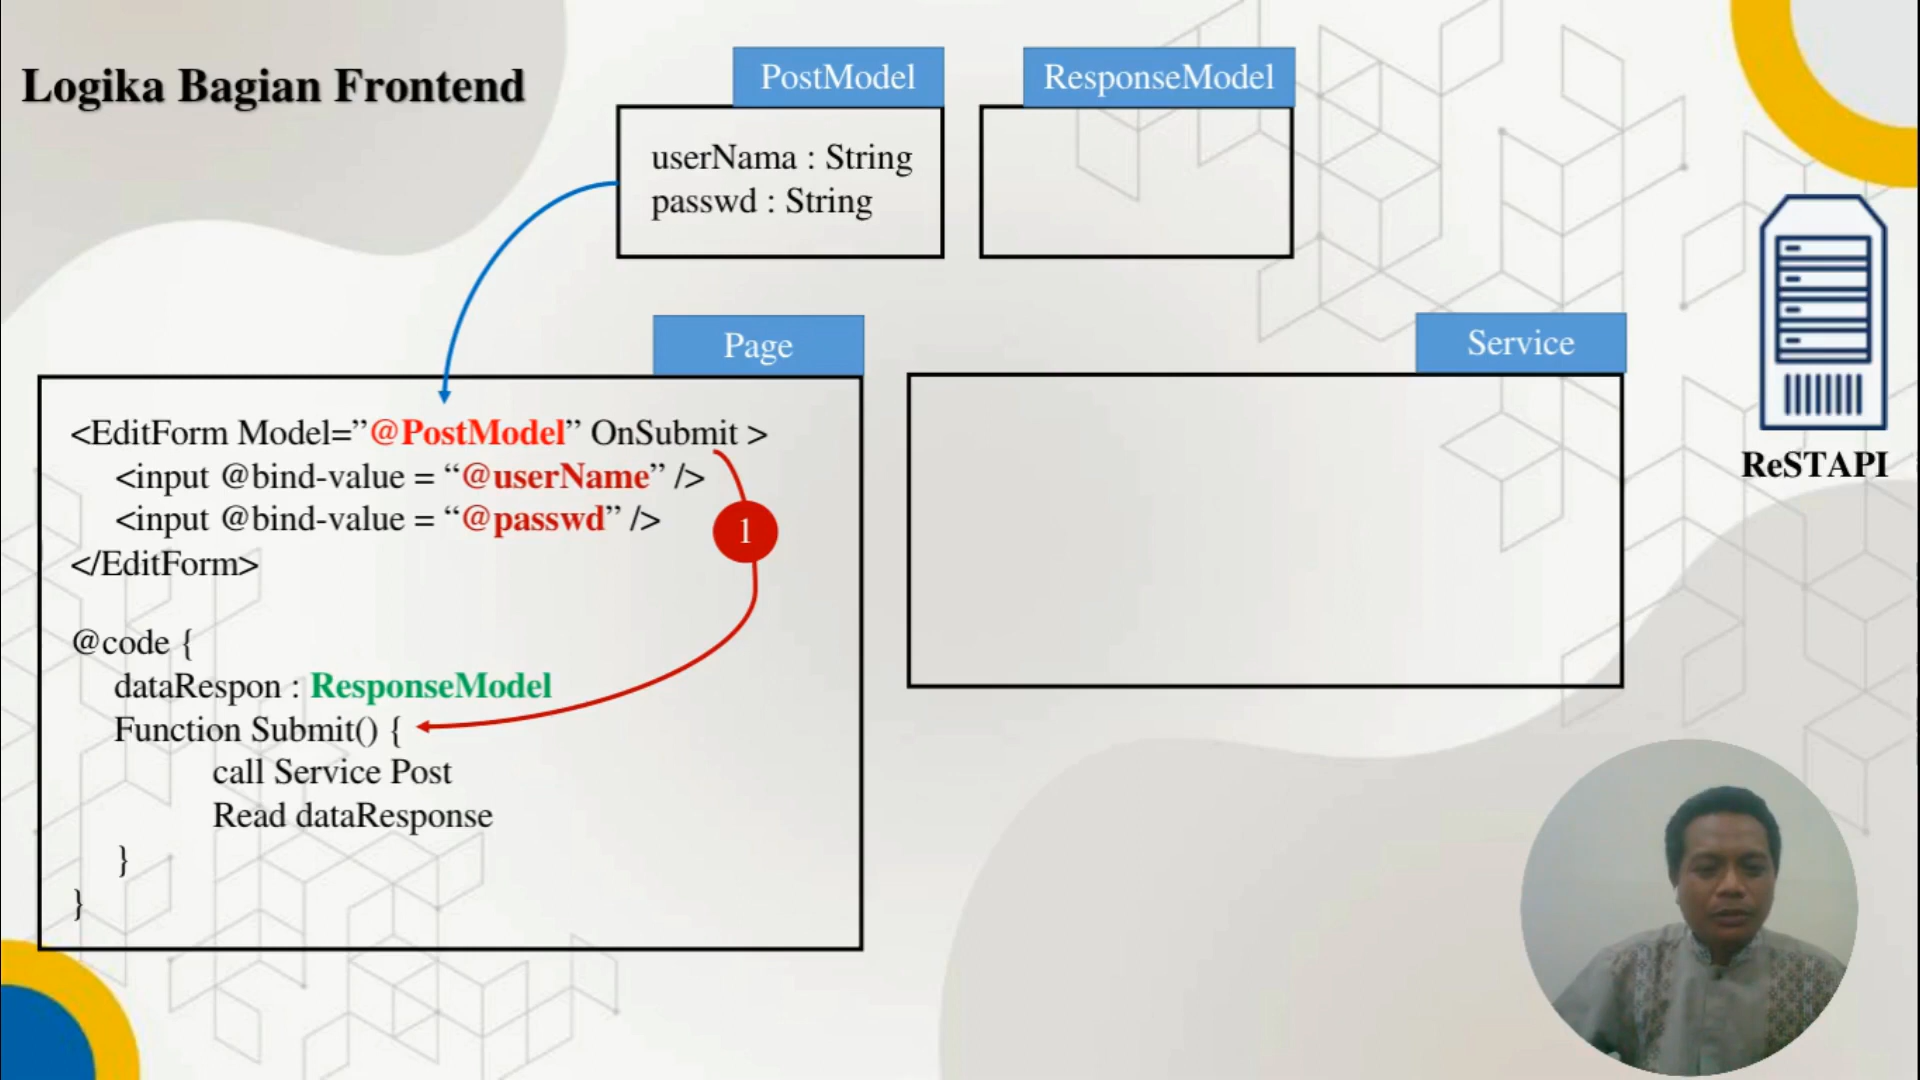 Logika Bagian Frontend
PostModel
userNama : String
passwd : String
ResponseModel
Page
<EditForm Model=”@PostModel” OnSubmit >
<input @bind-value = “@userName” />
<input @bind-value = “@passwd” />
</EditForm>
1
@code {
dataRespon : ResponseModel
Function Submit() {
call Service Post
Read dataResponse
}
}
Service
ReSTAPI